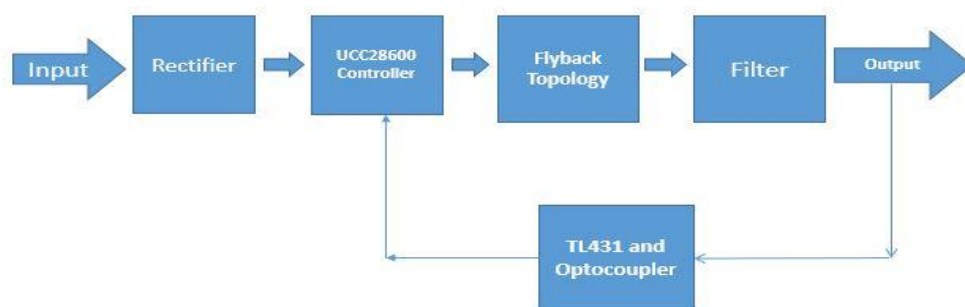 Input
Rectifier
UCC28600
Controller
Flyback
Topology
Filter
Output
TL431 and
Optocoupler